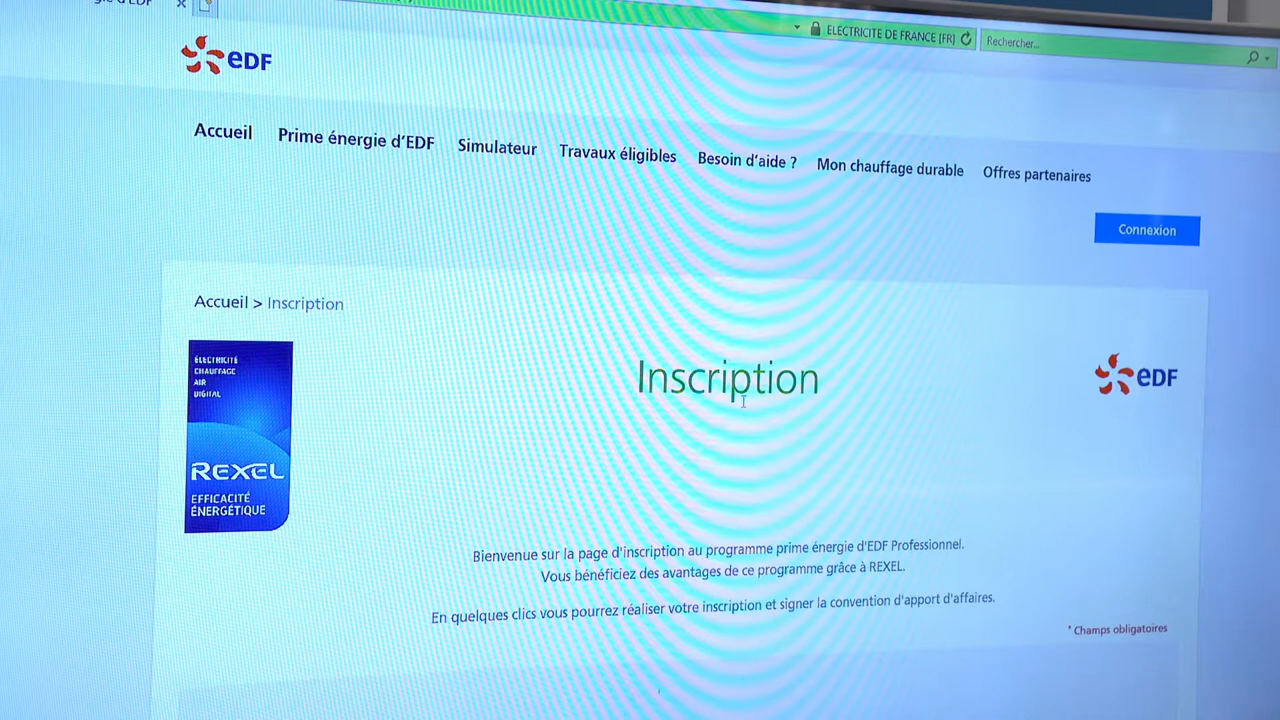 ELECTRICITE DE FRANCE [FR]
Rechercher...
eDF
Accueil
Prime énergie d'EDF
Simulateur
Travaux éligibles
Besoin d'aide ?
Mon chauffage durable
Offres partenaires
Connexion
Accueil > Inscription
ÉLECTRICITÉ
CHAUFFAGE
AIR
DIGITAL
REXEL
EFFICACITÉ
ÉNERGÉTIQUE
Inscription
eDF
Bienvenue sur la page d'inscription au programme prime énergie d'EDF Professionnel.
Vous bénéficiez des avantages de ce programme grâce à REXEL.
En quelques clics vous pourrez réaliser votre inscription et signer la convention d'apport d'affaires.
* Champs obligatoires